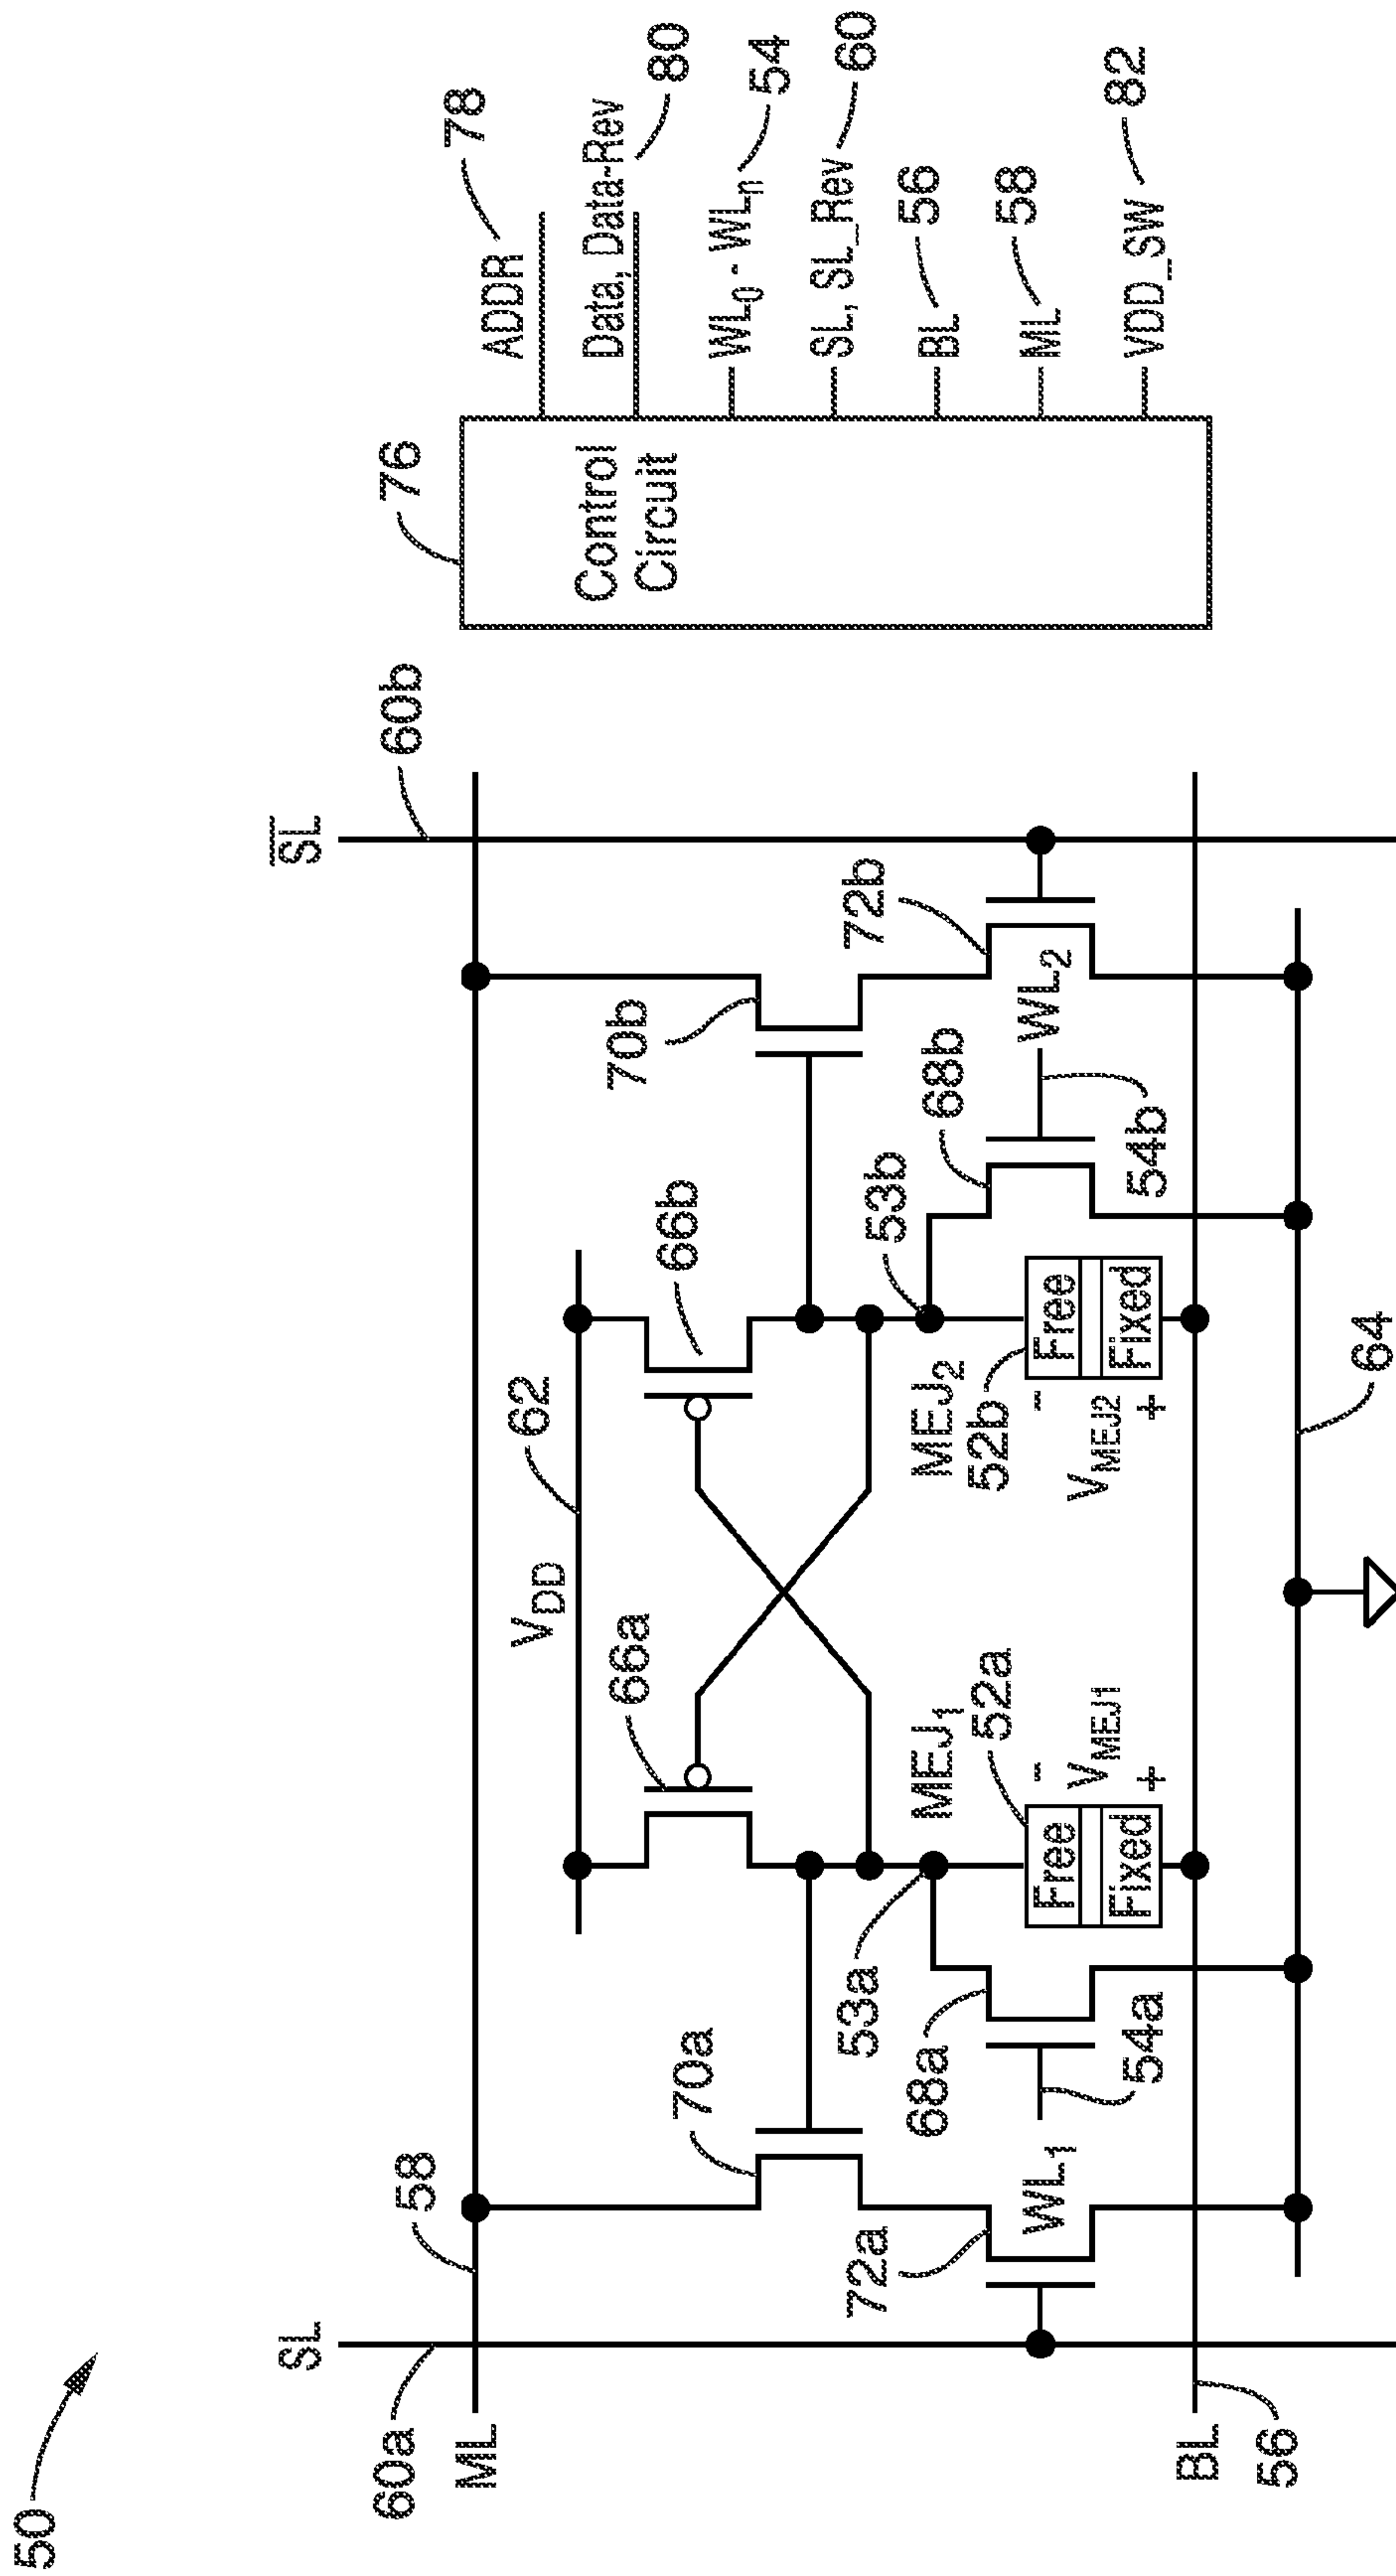 50
SL
60a
58
ML
SL
60b
70a
66a
VDD
62
66b
70b
53a
MEJ1
52a
MEJ2
52b
53b
68b
72b
72a
68a
WL1
54a
Free
Fixed
-
VMEJ1
+
-
VMEJ2
+
Free
Fixed
54b
WL2
BL
56
64
76
Control
Circuit
ADDR
78
Data, Data-Rev
80
WL0 - WLn
54
SL, SL_Rev
60
BL
56
ML
58
VDD_SW
82